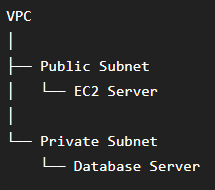 VPC
│
├── Public Subnet
│   └── EC2 Server
│
└── Private Subnet
    └── Database Server